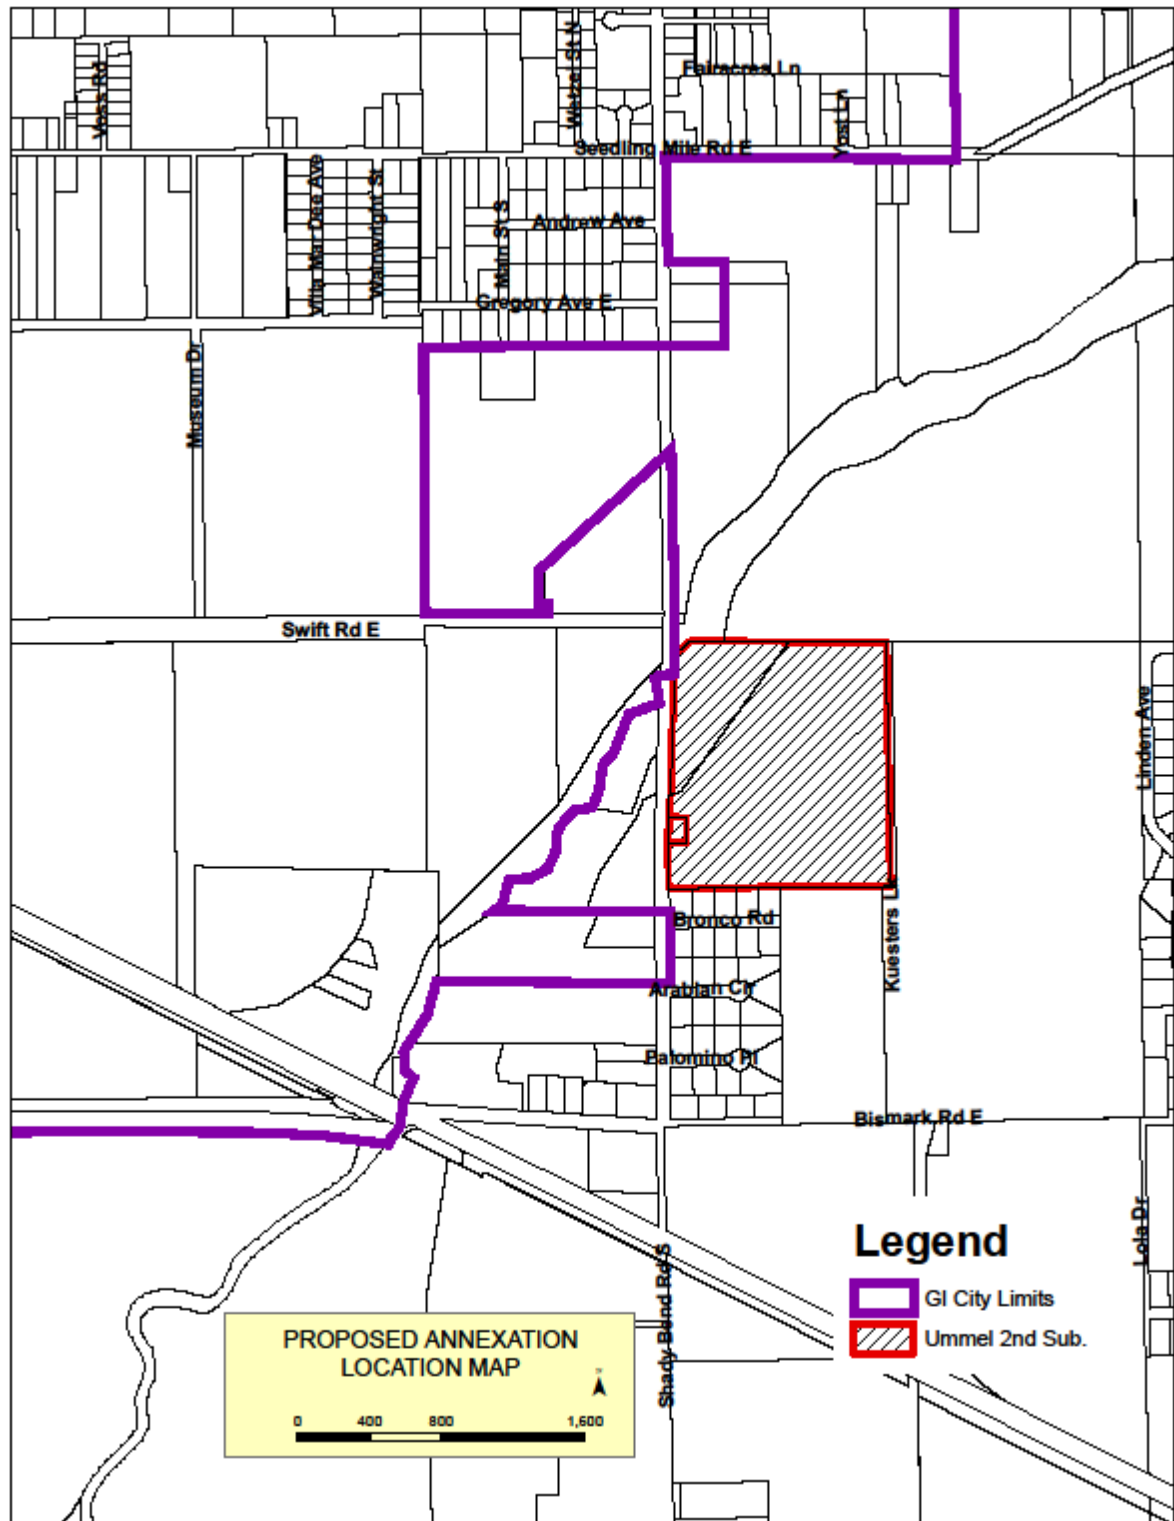 Voss Rd
Wetzel St N
Fairacres Ln
Yost Ln
Seedling Mile Rd E
Villa Mar Dee Ave
Wainwright St
Main St S
Andrew Ave
Gregory Ave E
Museum Dr
Swift Rd E
Linden Ave
Bronco Rd
Kuesters Lk
Arabian Cir
Palomino Pl
Bismark Rd E
Lola Dr
Shady Bend Rd S
Legend
GI City Limits
Ummel 2nd Sub.
PROPOSED ANNEXATION
LOCATION MAP
0 400 800 1,600